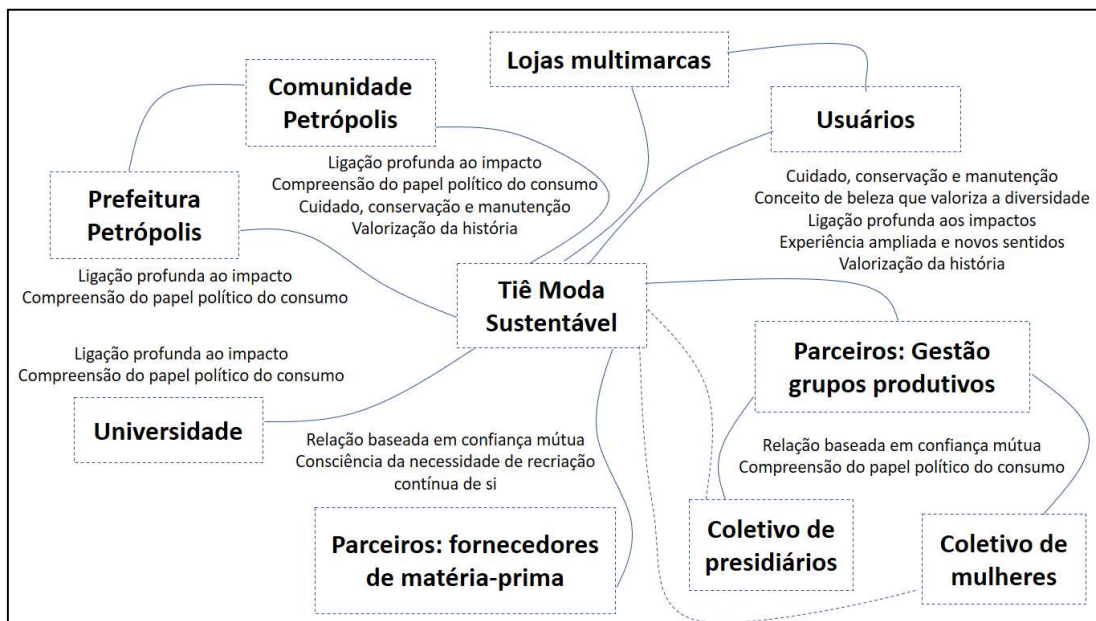 Lojas multimarcas
Comunidade
Petrópolis
Usuários
Ligação profunda ao impacto
Compreensão do papel político do consumo
Cuidado, conservação e manutenção
Valorização da história
Prefeitura
Petrópolis
Cuidado, conservação e manutenção
Conceito de beleza que valoriza a diversidade
Ligação profunda aos impactos
Experiência ampliada e novos sentidos
Valorização da história
Ligação profunda ao impacto
Compreensão do papel político do consumo
Tiê Moda
Sustentável
Ligação profunda ao impacto
Compreensão do papel político do consumo
Parceiros: Gestão
grupos produtivos
Universidade
Relação baseada em confiança mútua
Consciência da necessidade de recriação
contínua de si
Relação baseada em confiança mútua
Compreensão do papel político do consumo
Parceiros: fornecedores
de matéria-prima
Coletivo de
presidiários
Coletivo de
mulheres